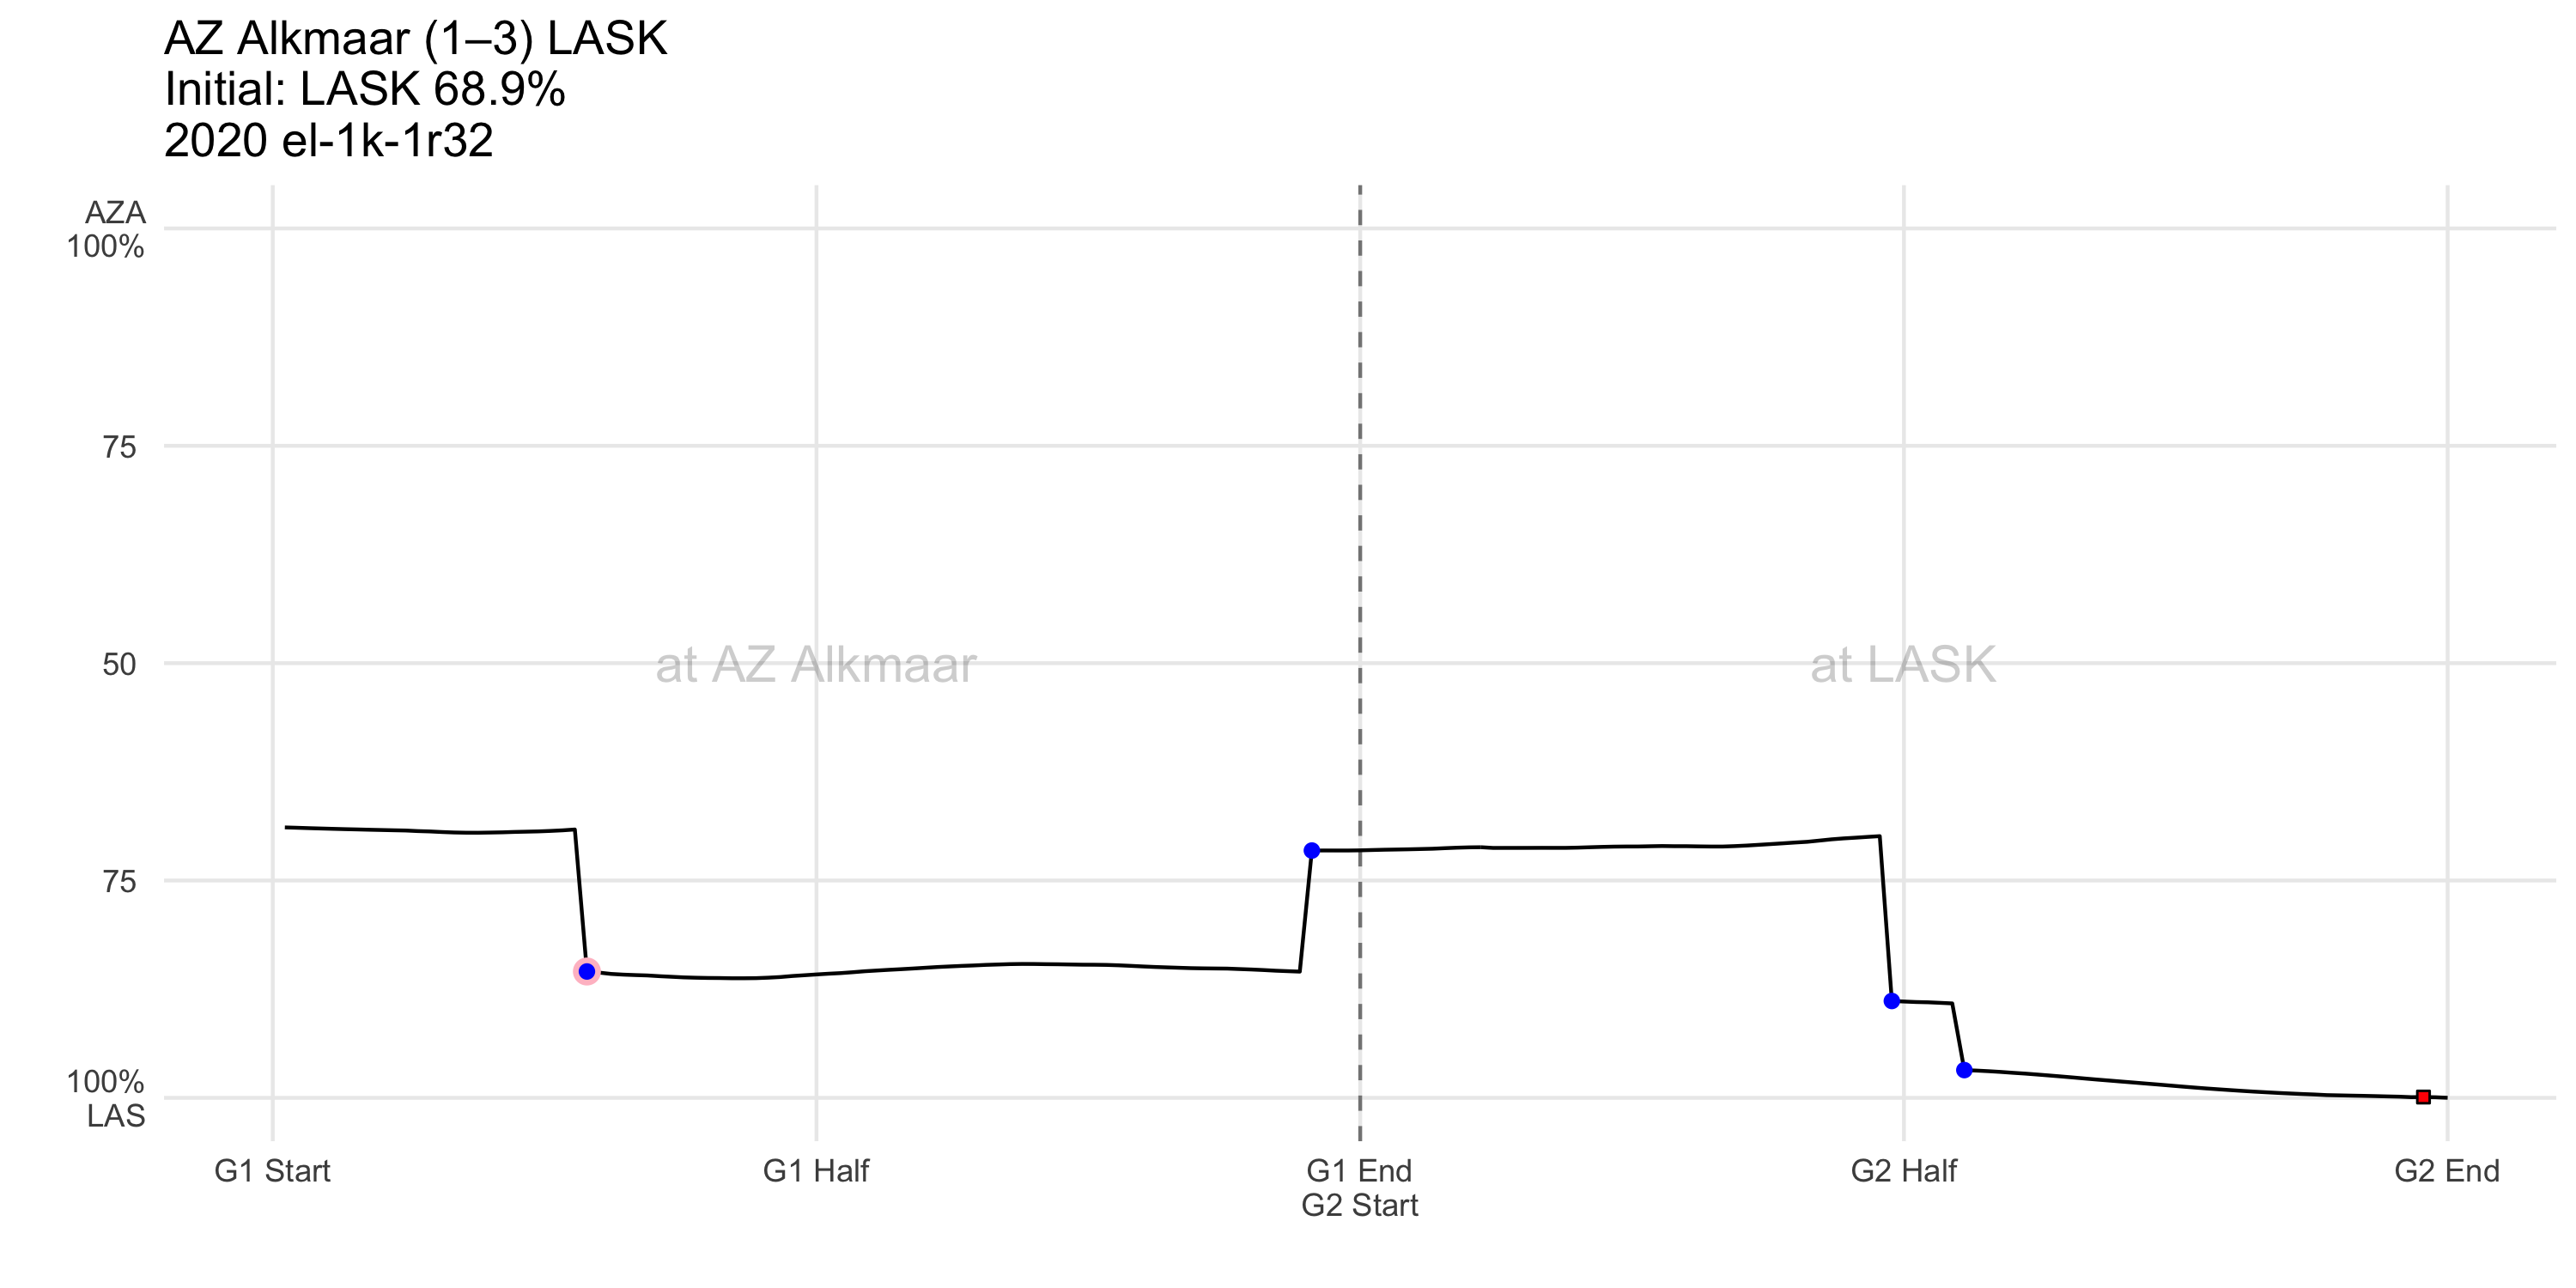 AZ Alkmaar (1–3) LASK
Initial: LASK 68.9%
2020 el-1k-1r32
AZA
100%
75
50
75
100%
LAS
at AZ Alkmaar
at LASK
G1 Start
G1 Half
G1 End
G2 Start
G2 Half
G2 End